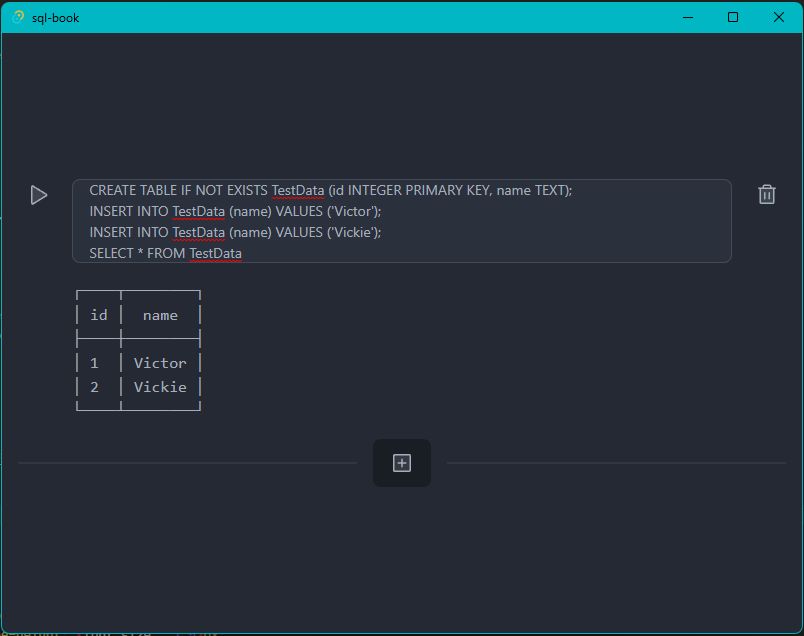 sql-book
CREATE TABLE IF NOT EXISTS TestData (id INTEGER PRIMARY KEY, name TEXT);
INSERT INTO TestData (name) VALUES ('Victor');
INSERT INTO TestData (name) VALUES ('Vickie');
SELECT * FROM TestData
id name
1 Victor
2 Vickie